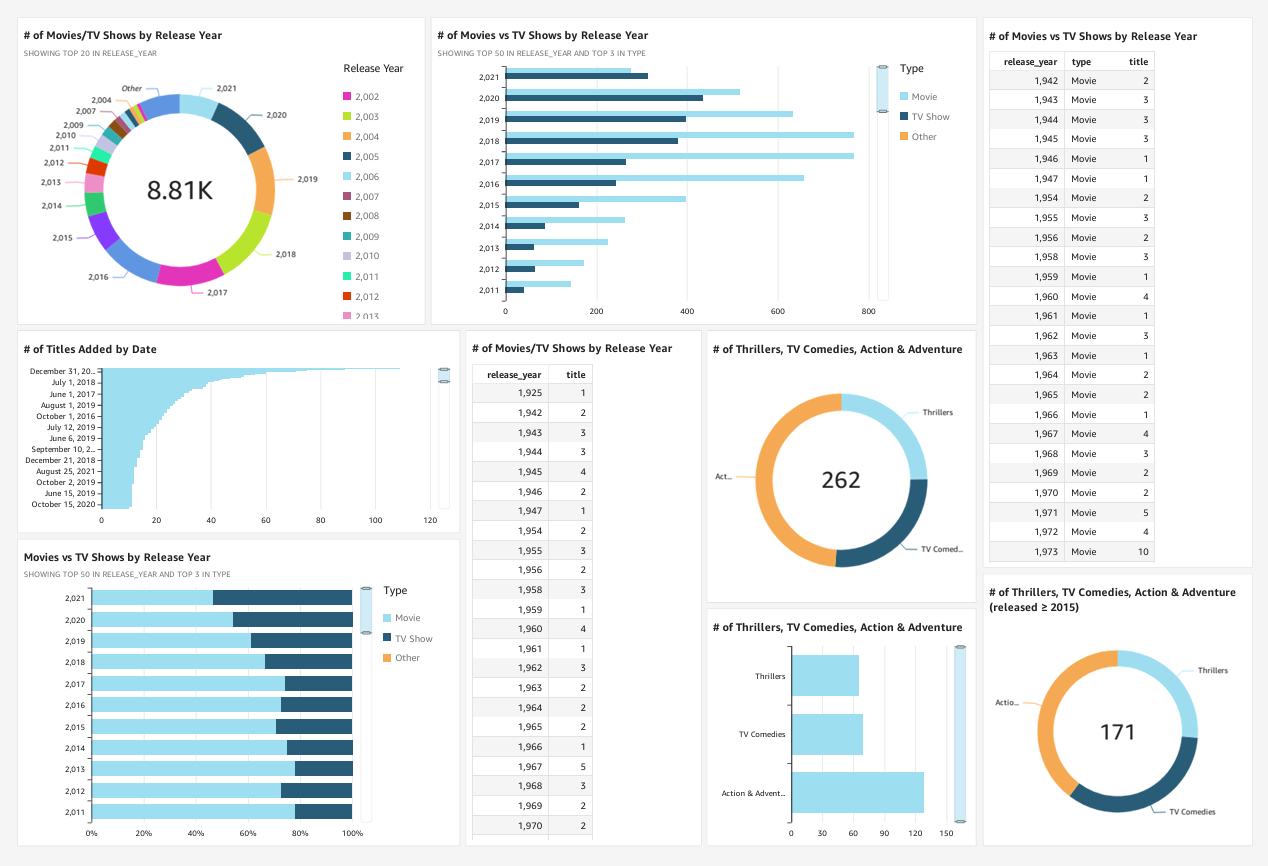 # of Movies/TV Shows by Release Year
SHOWING TOP 20 IN RELEASE_YEAR
Release Year
2,002
2,003
2,004
2,005
2,006
2,007
2,008
2,009
2,010
2,011
2,012
2,013
Other
2,021
2,004
2,020
2,007
2,009
2,010
2,011
2,012
2,019
2,013
2,014
2,015
2,018
2,016
2,017
8.81K
# of Movies vs TV Shows by Release Year
SHOWING TOP 50 IN RELEASE_YEAR AND TOP 3 IN TYPE
2,021
2,020
2,019
2,018
2,017
2,016
2,015
2,014
2,013
2,012
2,011
0 200 400 600 800
Type
Movie
TV Show
Other
# of Movies vs TV Shows by Release Year
release_year type title
1,942 Movie 2
1,943 Movie 3
1,944 Movie 3
1,945 Movie 3
1,946 Movie 1
1,947 Movie 1
1,954 Movie 2
1,955 Movie 3
1,956 Movie 2
1,958 Movie 3
1,959 Movie 1
1,960 Movie 4
1,961 Movie 1
1,962 Movie 3
1,963 Movie 1
1,964 Movie 2
1,965 Movie 2
1,966 Movie 1
1,967 Movie 4
1,968 Movie 3
1,969 Movie 2
1,970 Movie 2
1,971 Movie 5
1,972 Movie 4
1,973 Movie 10
# of Titles Added by Date
December 31, 20...
July 1, 2018
June 1, 2017
August 1, 2019
October 1, 2016
July 12, 2019
June 6, 2019
September 10, 2...
December 21, 2018
August 25, 2021
October 2, 2019
June 15, 2019
October 15, 2020
0 20 40 60 80 100 120
# of Movies/TV Shows by Release Year
release_year title
1,925 1
1,942 2
1,943 3
1,944 3
1,945 4
1,946 2
1,947 1
1,954 2
1,955 3
1,956 2
1,958 3
1,959 1
1,960 4
1,961 1
1,962 3
1,963 2
1,964 2
1,965 2
1,966 1
1,967 5
1,968 3
1,969 2
1,970 2
# of Thrillers, TV Comedies, Action & Adventure
Thrillers
Act...
262
TV Comed...
Movies vs TV Shows by Release Year
SHOWING TOP 50 IN RELEASE_YEAR AND TOP 3 IN TYPE
2,021
2,020
2,019
2,018
2,017
2,016
2,015
2,014
2,013
2,012
2,011
0% 20% 40% 60% 80% 100%
Type
Movie
TV Show
Other
# of Thrillers, TV Comedies, Action & Adventure
Thrillers
TV Comedies
Action & Advent...
0 30 60 90 120 150
# of Thrillers, TV Comedies, Action & Adventure
(released ≥ 2015)
Thrillers
Actio...
171
TV Comedies